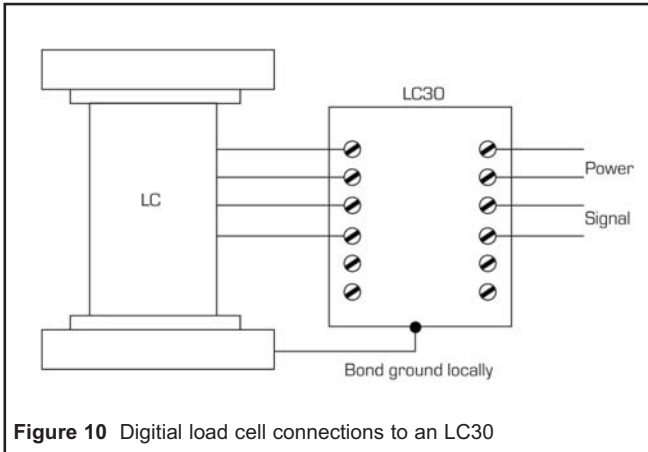 LC30
LC
Power
Signal
Bond ground locally
Figure 10 Digitial load cell connections to an LC30